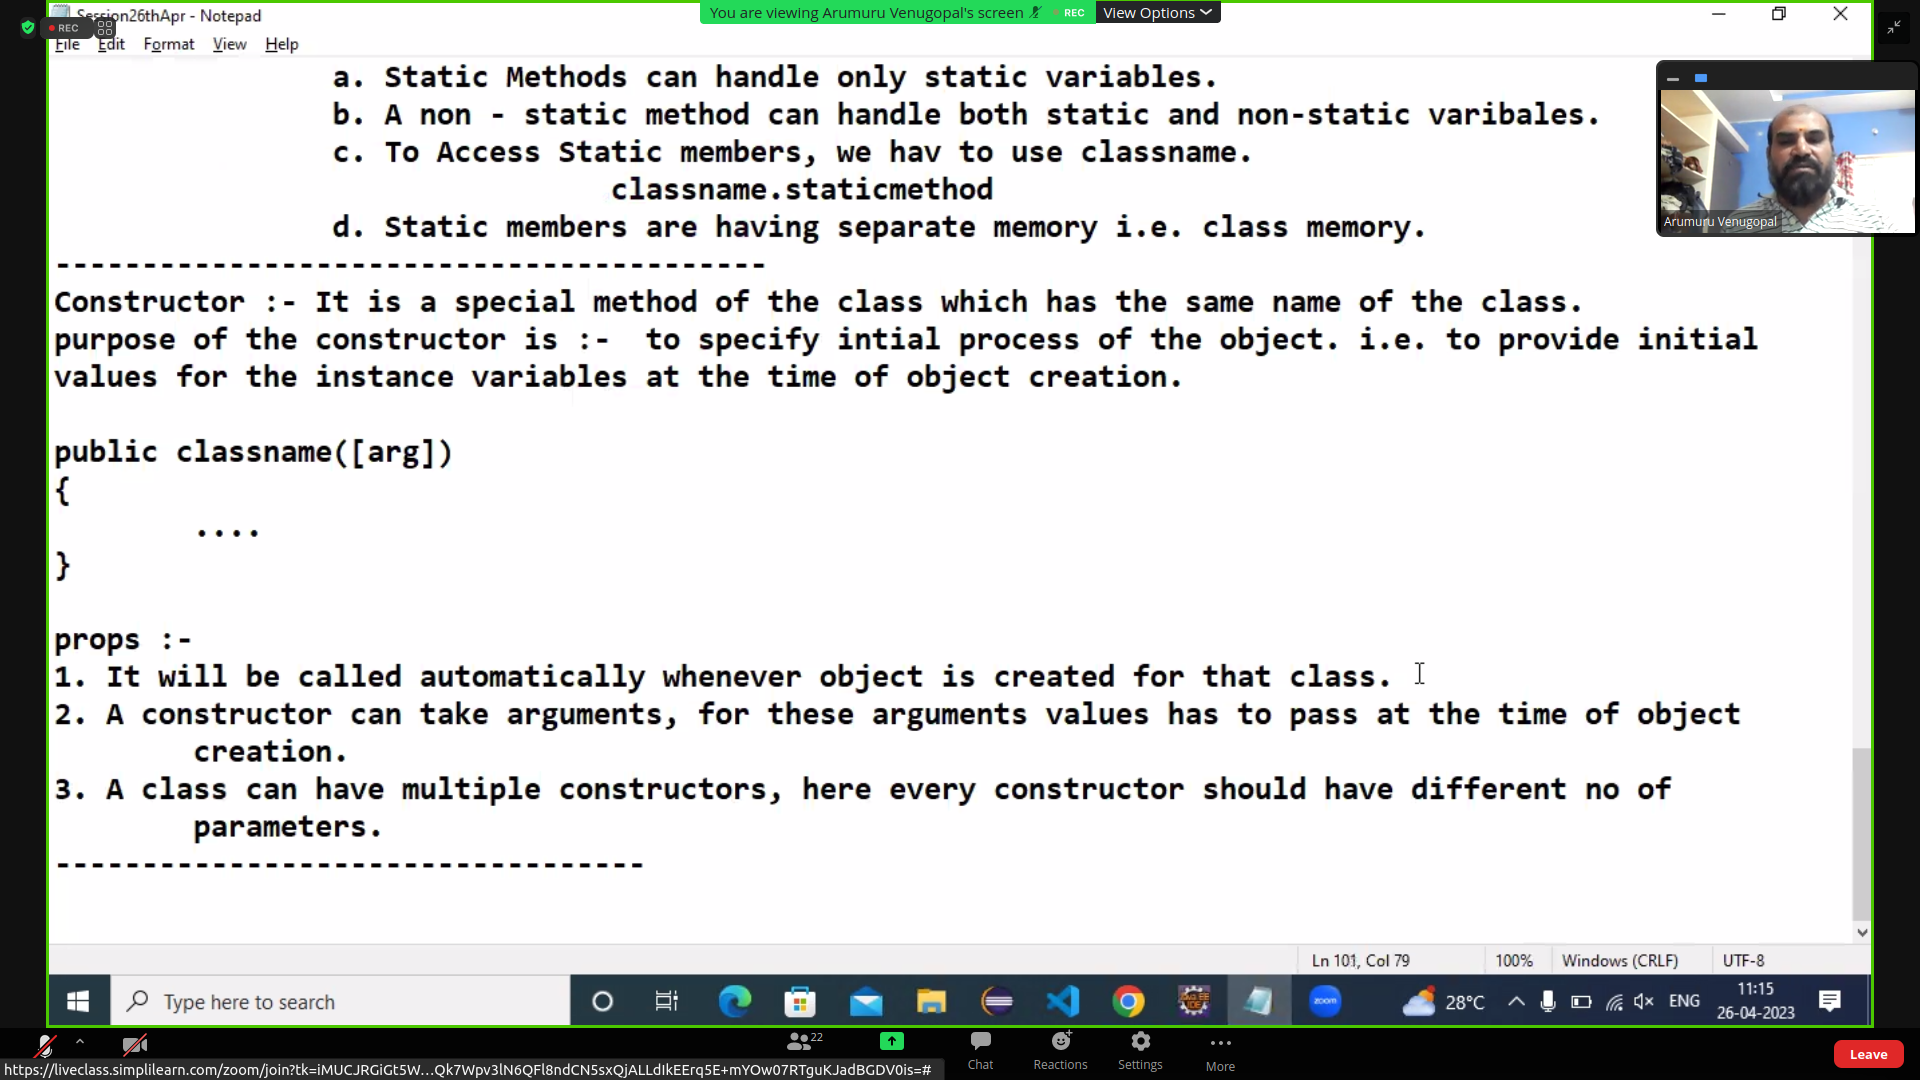 Session26thApr - Notepad
You are viewing Arumuru Venugopal's screen
REC
View Options
REC
File Edit Format View Help
a. Static Methods can handle only static variables.
b. A non - static method can handle both static and non-static varibales.
c. To Access Static members, we hav to use classname.
classname.staticmethod
d. Static members are having separate memory i.e. class memory.
Arumuru Venugopal
-----------------------------------------
Constructor :- It is a special method of the class which has the same name of the class.
purpose of the constructor is :-  to specify intial process of the object. i.e. to provide initial
values for the instance variables at the time of object creation.
public classname([arg])
{
....
}
props :-
1. It will be called automatically whenever object is created for that class.
2. A constructor can take arguments, for these arguments values has to pass at the time of object
creation.
3. A class can have multiple constructors, here every constructor should have different no of
parameters.
----------------------------------
Ln 101, Col 79
100%
Windows (CRLF)
UTF-8
Type here to search
zoom
28°C
ENG
11:15
26-04-2023
22
Chat
Reactions
Settings
More
Leave
https://liveclass.simplilearn.com/zoom/join?tk=iMUCJRGiGt5W...Qk7Wpv3lN6QFl8ndCN5sxQjALLdIkEErq5E+mYOw07RTguKJadBGDV0is=#